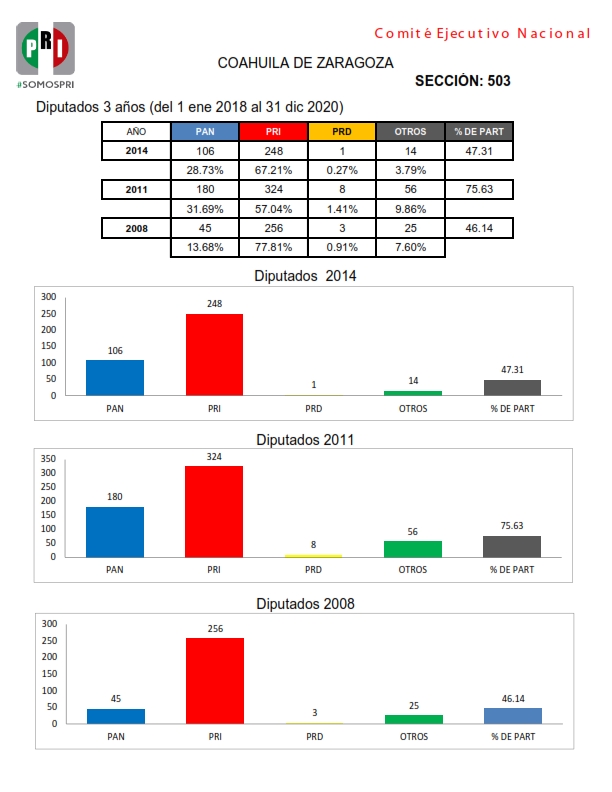 Comité Ejecutivo Nacional
PRI
#SOMOSPRI
COAHUILA DE ZARAGOZA
SECCIÓN: 503
Diputados 3 años (del 1 ene 2018 al 31 dic 2020)
AÑO PAN PRI PRD OTROS % DE PART
2014 106 248 1 14 47.31
28.73% 67.21% 0.27% 3.79%
2011 180 324 8 56 75.63
31.69% 57.04% 1.41% 9.86%
2008 45 256 3 25 46.14
13.68% 77.81% 0.91% 7.60%
Diputados 2014
300
250
200
150
100
50
0
106 248 1 14 47.31
PAN PRI PRD OTROS % DE PART
Diputados 2011
350
300
250
200
150
100
50
0
180 324 8 56 75.63
PAN PRI PRD OTROS % DE PART
Diputados 2008
300
250
200
150
100
50
0
45 256 3 25 46.14
PAN PRI PRD OTROS % DE PART